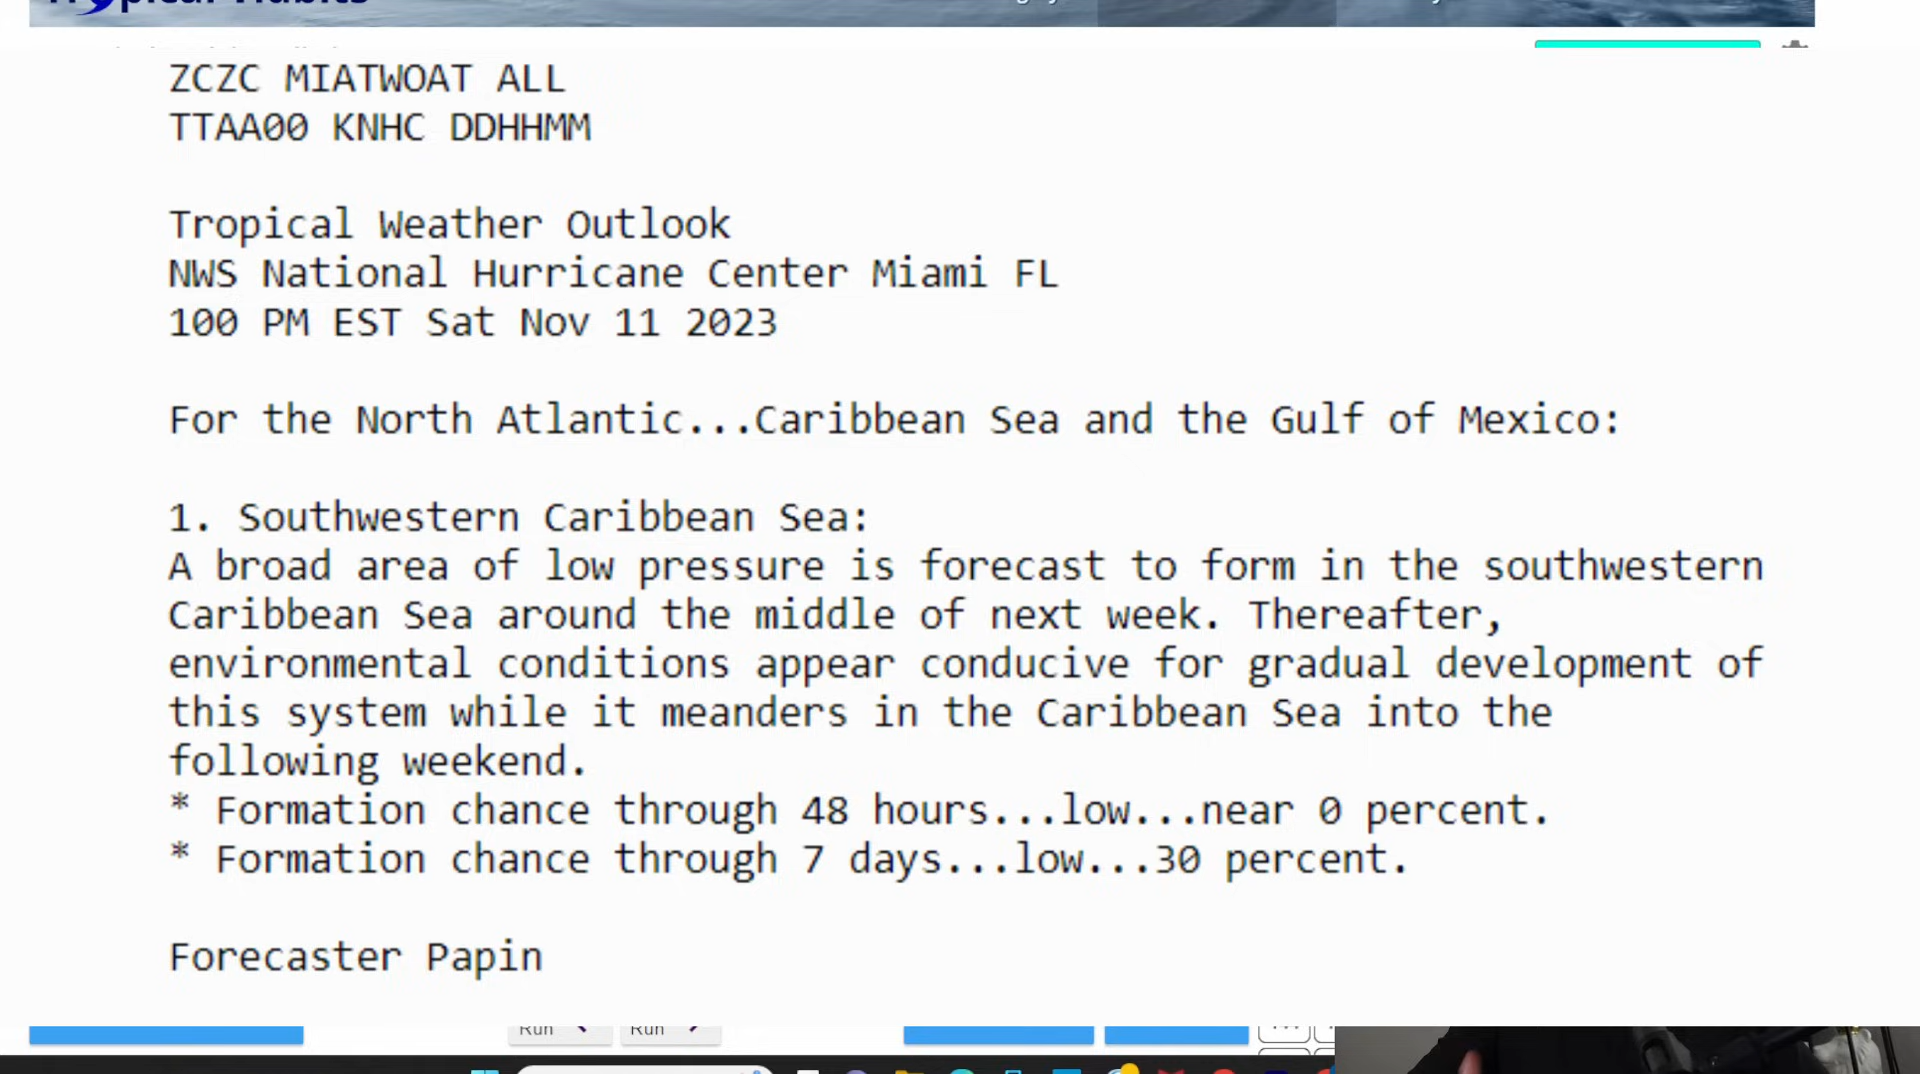 Tropical Tidbits
ZCZC MIATWOAT ALL
TTAA00 KNHC DDHHMM
Tropical Weather Outlook
NWS National Hurricane Center Miami FL
100 PM EST Sat Nov 11 2023
For the North Atlantic...Caribbean Sea and the Gulf of Mexico:
1. Southwestern Caribbean Sea:
A broad area of low pressure is forecast to form in the southwestern
Caribbean Sea around the middle of next week. Thereafter,
environmental conditions appear conducive for gradual development of
this system while it meanders in the Caribbean Sea into the
following weekend.
* Formation chance through 48 hours...low...near 0 percent.
* Formation chance through 7 days...low...30 percent.
Forecaster Papin
Run Run